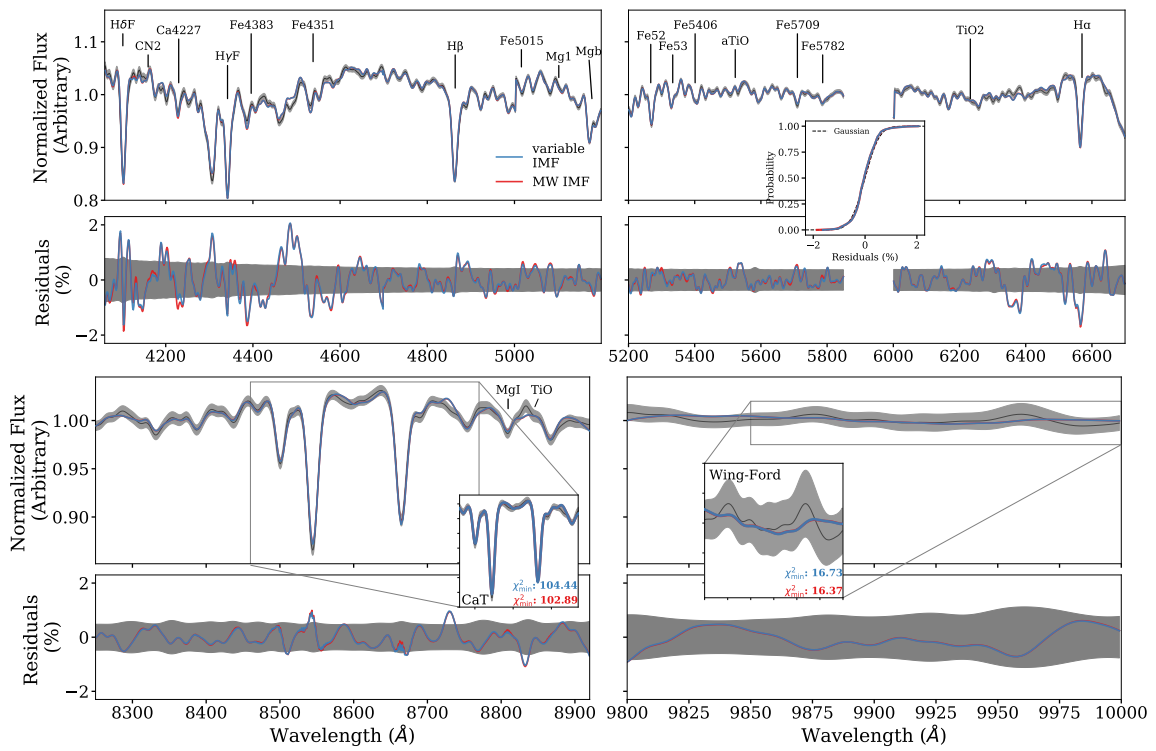 HδF
CN2
Ca4227
HγF
Fe4383
Fe4351
Hβ
Fe5015
Mg1
Mgb
Fe52
Fe53
Fe5406
aTiO
Fe5709
Fe5782
TiO2
Hα
Normalized Flux
(Arbitrary)
1.1
1.0
0.9
0.8
variable
IMF
MW IMF
Gaussian
Probability
1.00
0.75
0.50
0.25
0.00
−2
0
2
Residuals (%)
Residuals
(%)
2
0
−2
4200
4400
4600
4800
5000
5200
5400
5600
5800
6000
6200
6400
6600
Normalized Flux
(Arbitrary)
1.00
0.95
0.90
MgI
TiO
CaT
χ²min: 104.44
χ²min: 102.89
Wing-Ford
χ²min: 16.73
χ²min: 16.37
Residuals
(%)
2
0
−2
8300
8400
8500
8600
8700
8800
8900
9800
9825
9850
9875
9900
9925
9950
9975
10000
Wavelength (Å)
Wavelength (Å)